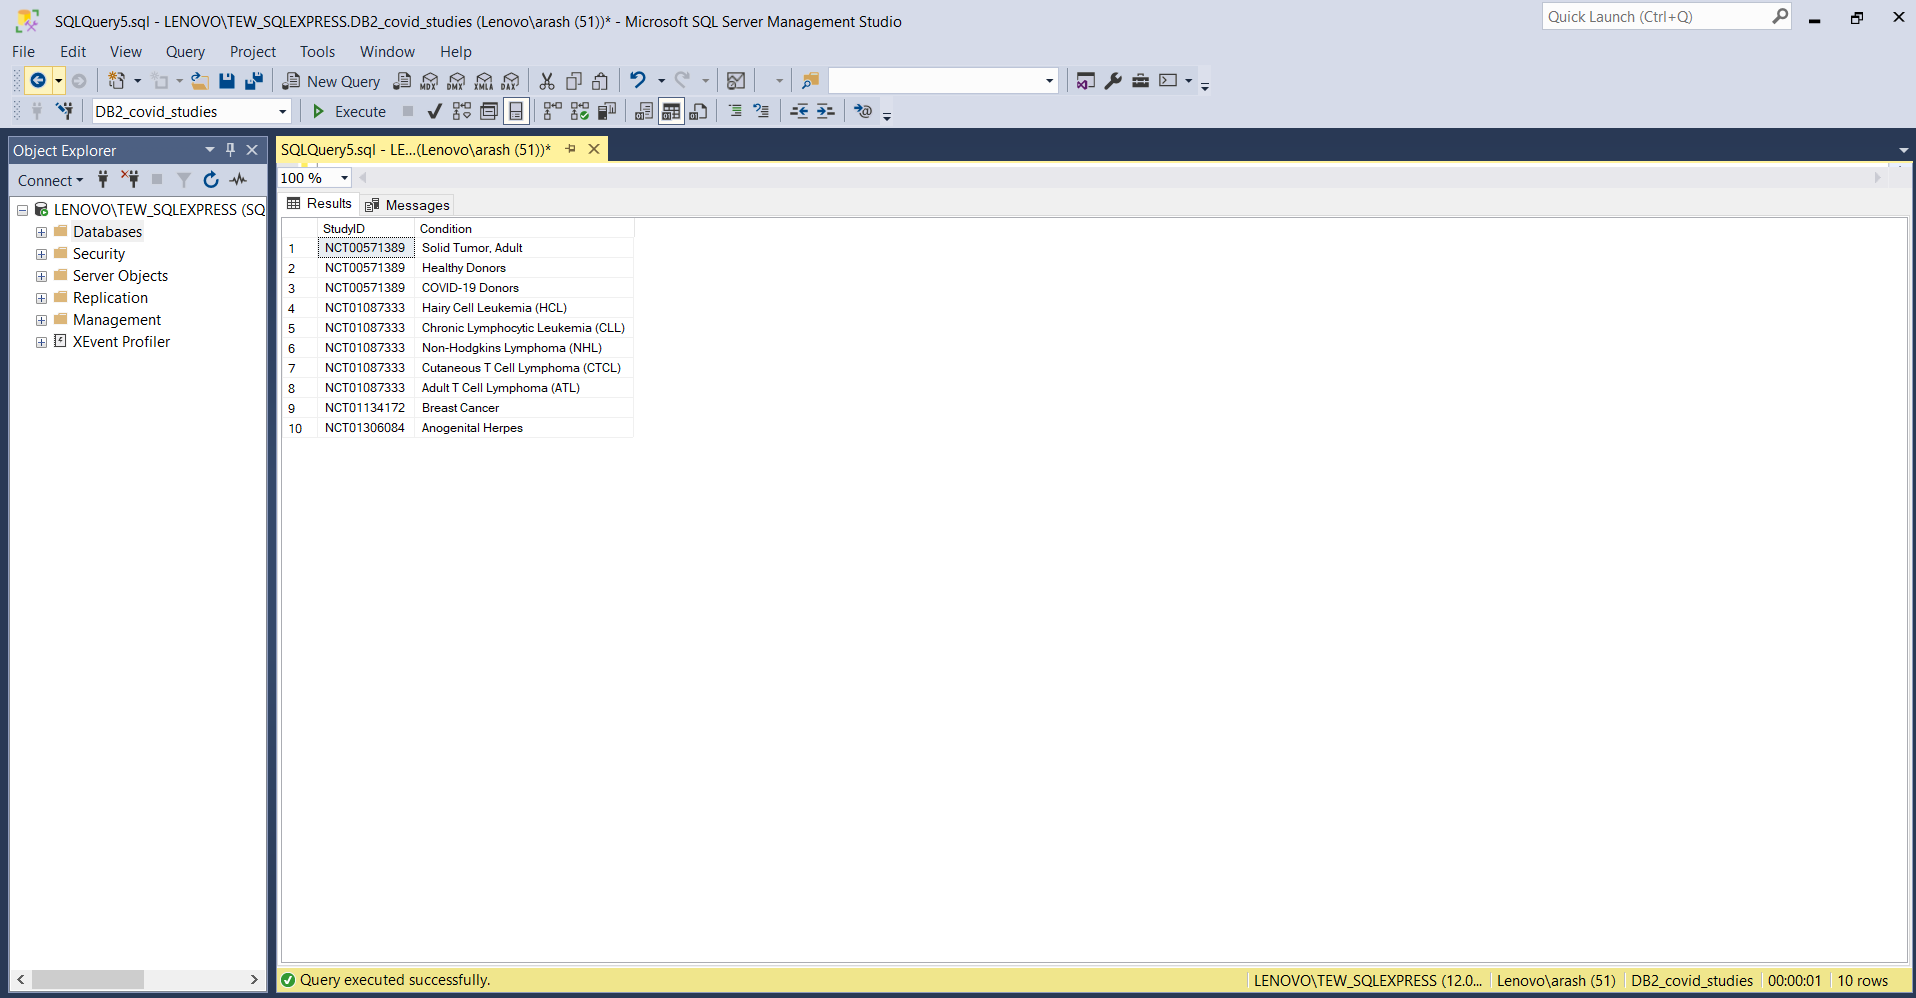 SQLQuery5.sql - LENOVO\TEW_SQLEXPRESS.DB2_covid_studies (Lenovo\arash (51))* - Microsoft SQL Server Management Studio
Quick Launch (Ctrl+Q)
File Edit View Query Project Tools Window Help
New Query MDX DMX XMLA DAX
DB2_covid_studies Execute
Object Explorer
SQLQuery5.sql - LE...(Lenovo\arash (51))*
Connect
100 %
Results Messages
LENOVO\TEW_SQLEXPRESS (SQ
Databases
Security
Server Objects
Replication
Management
XEvent Profiler
StudyID Condition
1 NCT00571389 Solid Tumor, Adult
2 NCT00571389 Healthy Donors
3 NCT00571389 COVID-19 Donors
4 NCT01087333 Hairy Cell Leukemia (HCL)
5 NCT01087333 Chronic Lymphocytic Leukemia (CLL)
6 NCT01087333 Non-Hodgkins Lymphoma (NHL)
7 NCT01087333 Cutaneous T Cell Lymphoma (CTCL)
8 NCT01087333 Adult T Cell Lymphoma (ATL)
9 NCT01134172 Breast Cancer
10 NCT01306084 Anogenital Herpes
Query executed successfully. LENOVO\TEW_SQLEXPRESS (12.0... Lenovo\arash (51) DB2_covid_studies 00:00:01 10 rows